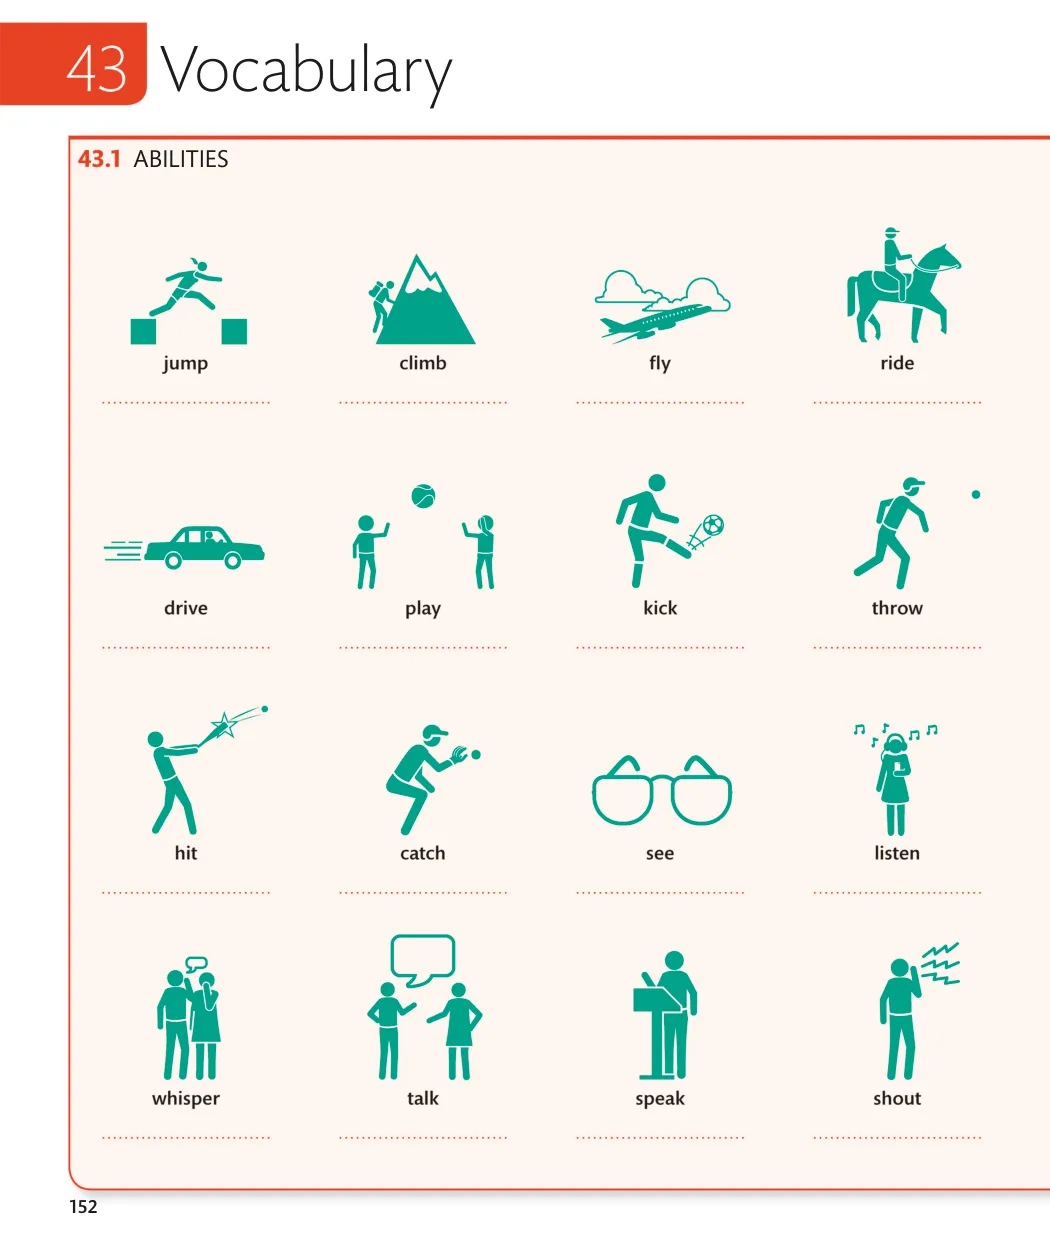 43 Vocabulary
43.1 ABILITIES
jump climb fly ride
drive play kick throw
hit catch see listen
whisper talk speak shout
152